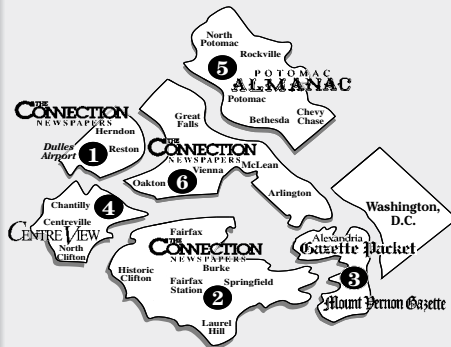 North
Potomac
Rockville
5
POTOMAC
ALMANAC
Potomac
Bethesda
Chevy
Chase
THE
CONNECTION
NEWSPAPERS
Herndon
Dulles
Airport
1
Reston
Great
Falls
THE
CONNECTION
NEWSPAPERS
Vienna
McLean
Oakton
6
Arlington
Chantilly
4
Centreville
CENTRE VIEW
North
Clifton
Washington,
D.C.
Fairfax
THE
CONNECTION
NEWSPAPERS
Burke
Historic
Clifton
Fairfax
Station
Springfield
2
Laurel
Hill
Alexandria
Gazette Packet
3
Mount Vernon Gazette